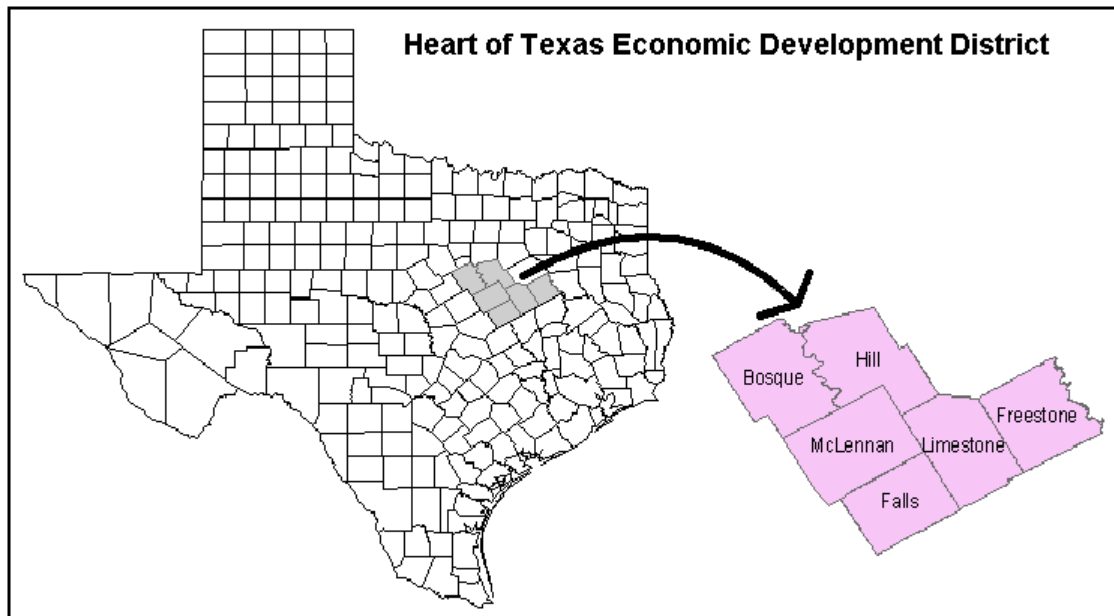 Heart of Texas Economic Development District
Bosque
Hill
Freestone
McLennan
Limestone
Falls